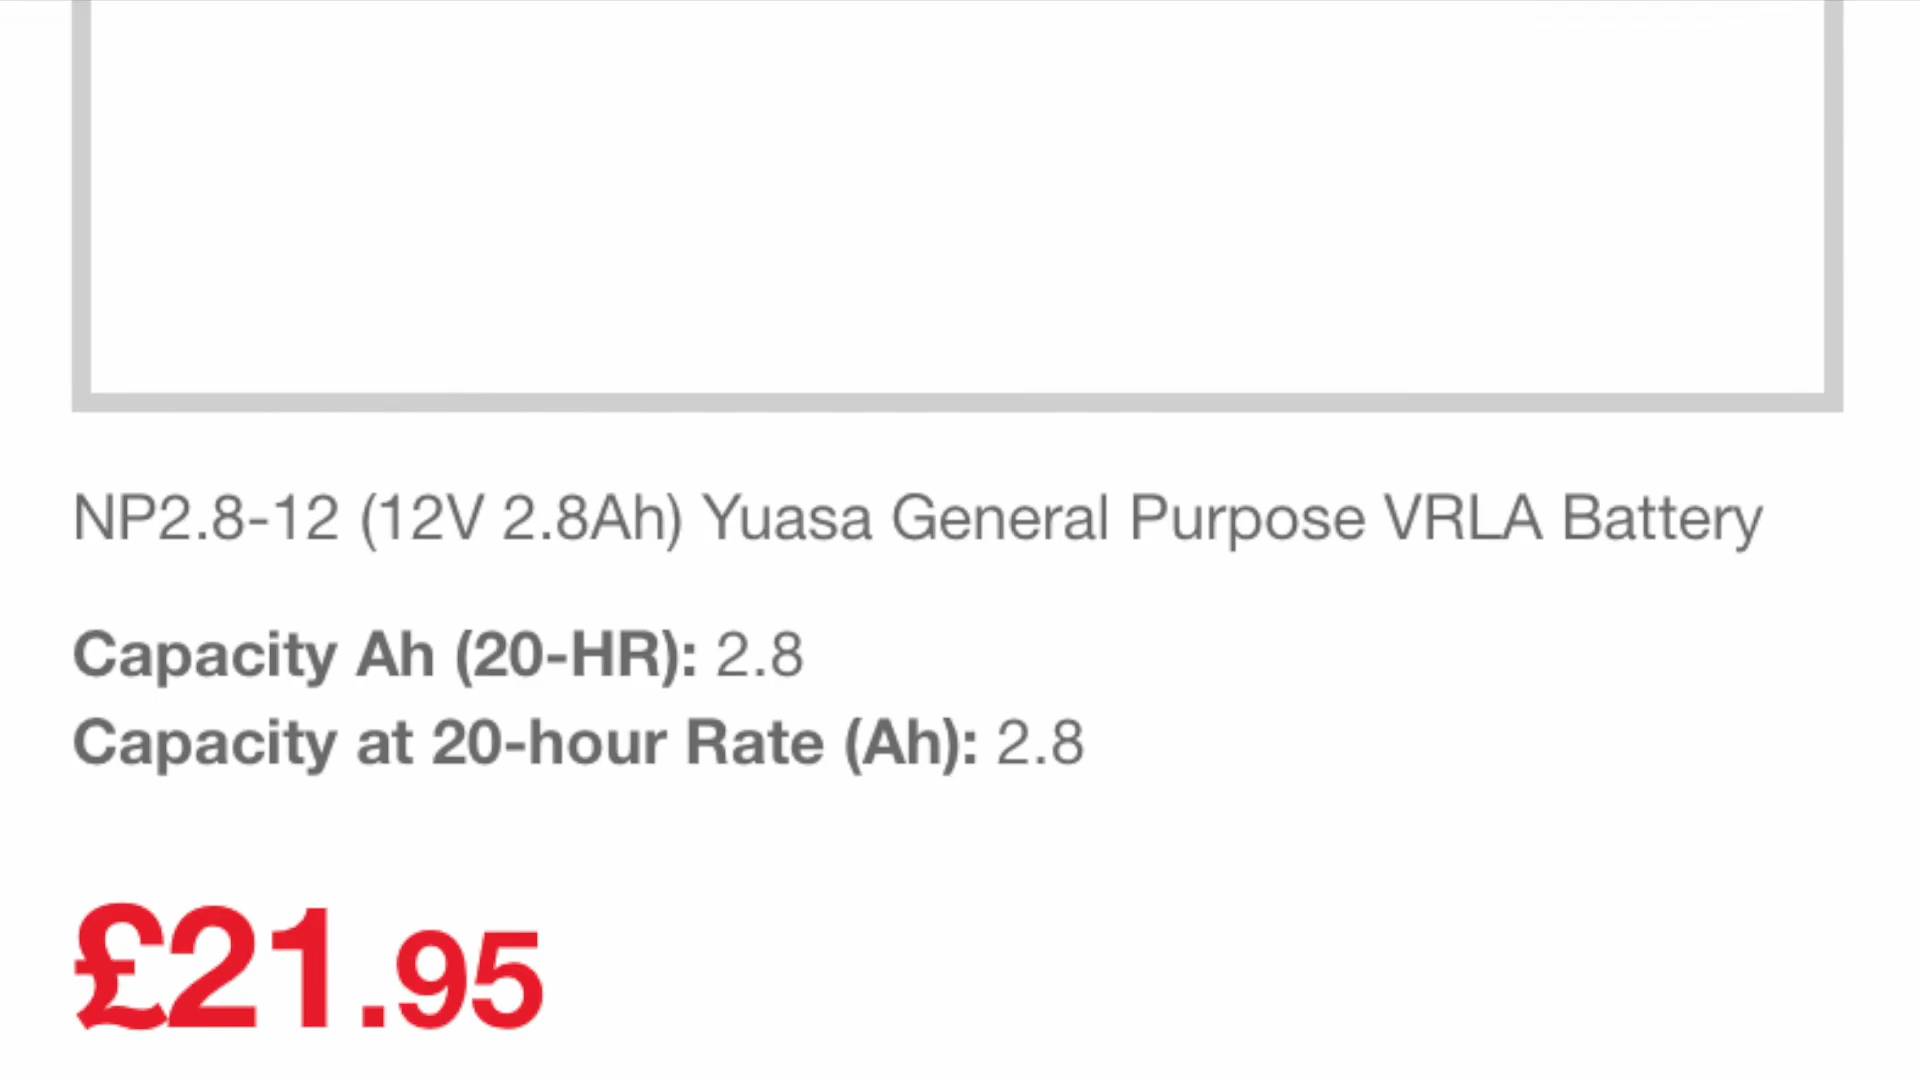 NP2.8-12 (12V 2.8Ah) Yuasa General Purpose VRLA Battery
Capacity Ah (20-HR): 2.8
Capacity at 20-hour Rate (Ah): 2.8
£21.95